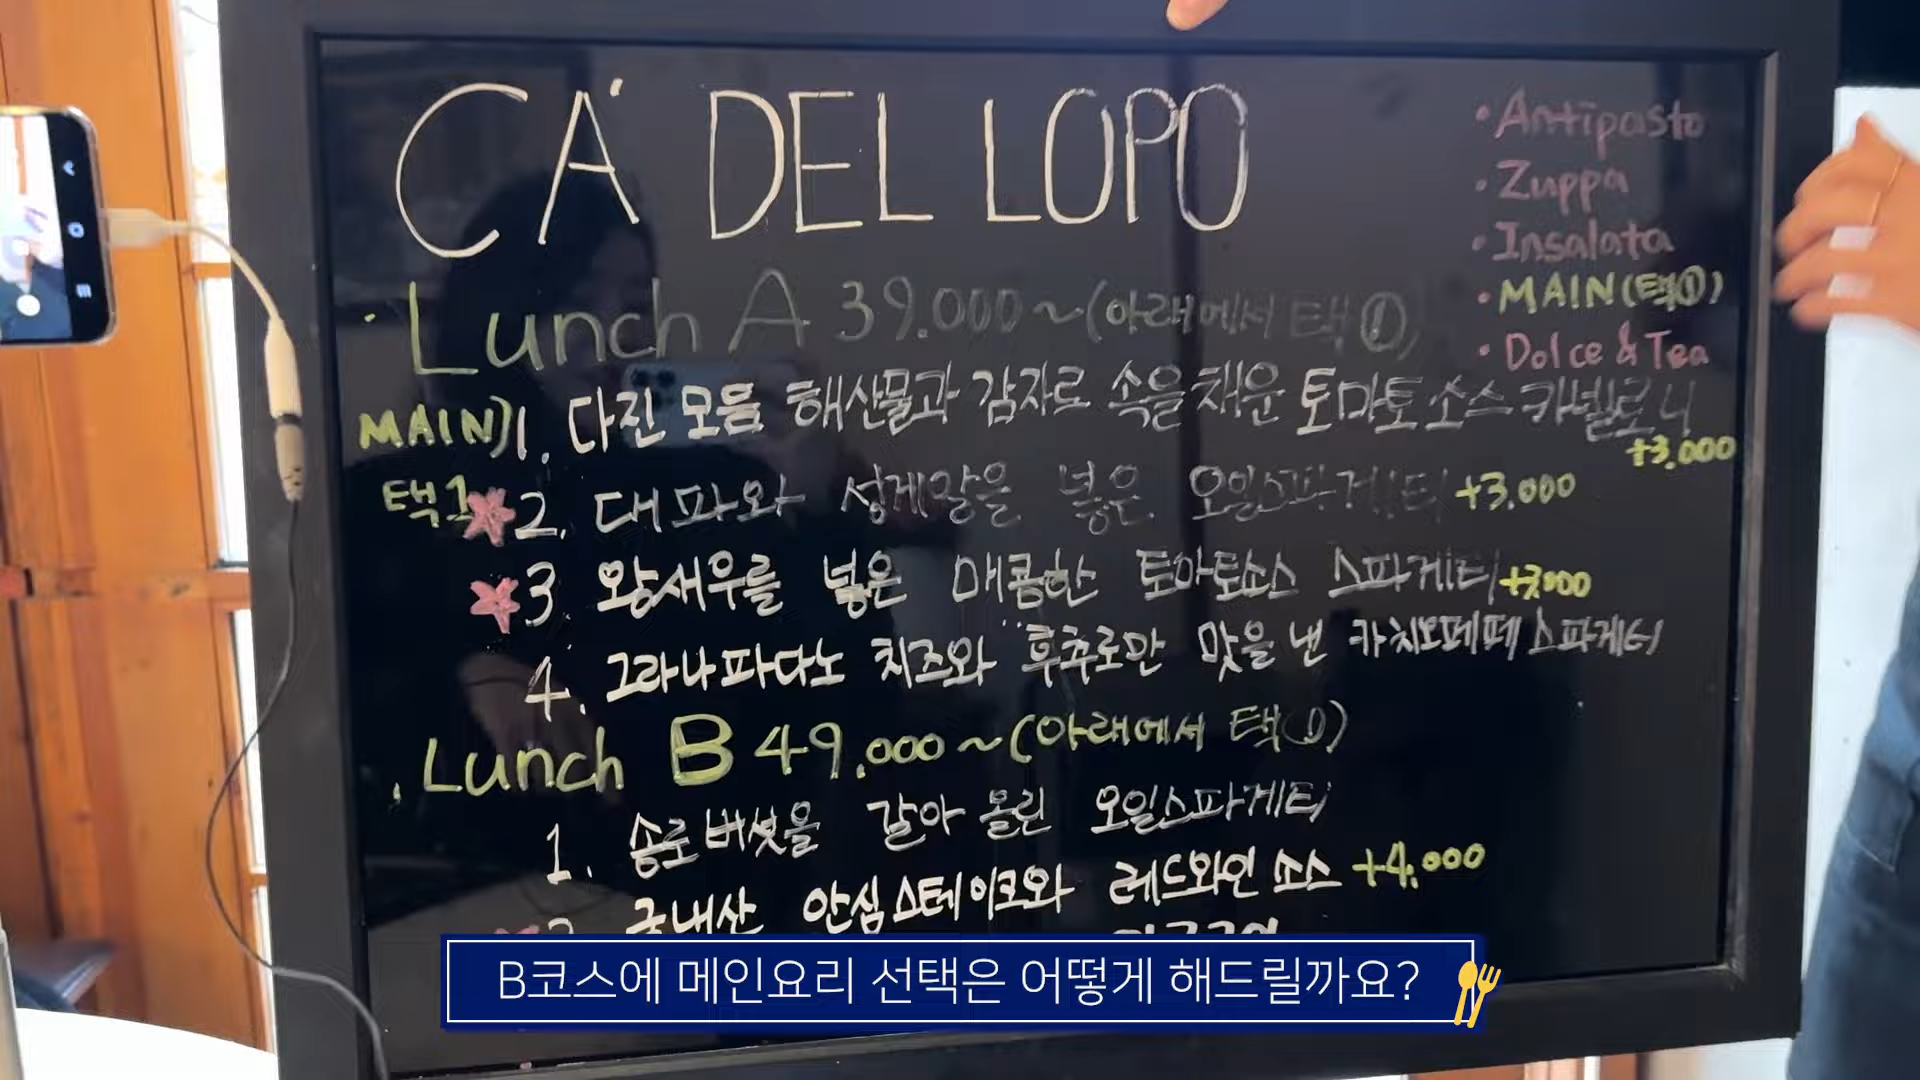 CA' DEL LOPO
· Antipasto
· Zuppa
· Insalata
· MAIN(택①)
· Dolce & Tea
· Lunch A 39.000~(아래에서 택①)
MAIN) 1. 다진 모듬 해산물과 감자로 속을 채운 토마토소스 카넬로니 +3.000
택1 2. 대파와 성게알을 넣은 오일스파게티 +3.000
3. 왕새우를 넣은 매콤한 토마토소스 스파게티 +3.000
4. 그라나파다노 치즈와 후추로만 맛을 낸 카치오페페 스파게티
· Lunch B 49.000~(아래에서 택①)
1. 송로버섯을 갈아 올린 오일스파게티
국내산 안심스테이크와 레드와인 소스 +4.000
B코스에 메인요리 선택은 어떻게 해드릴까요?